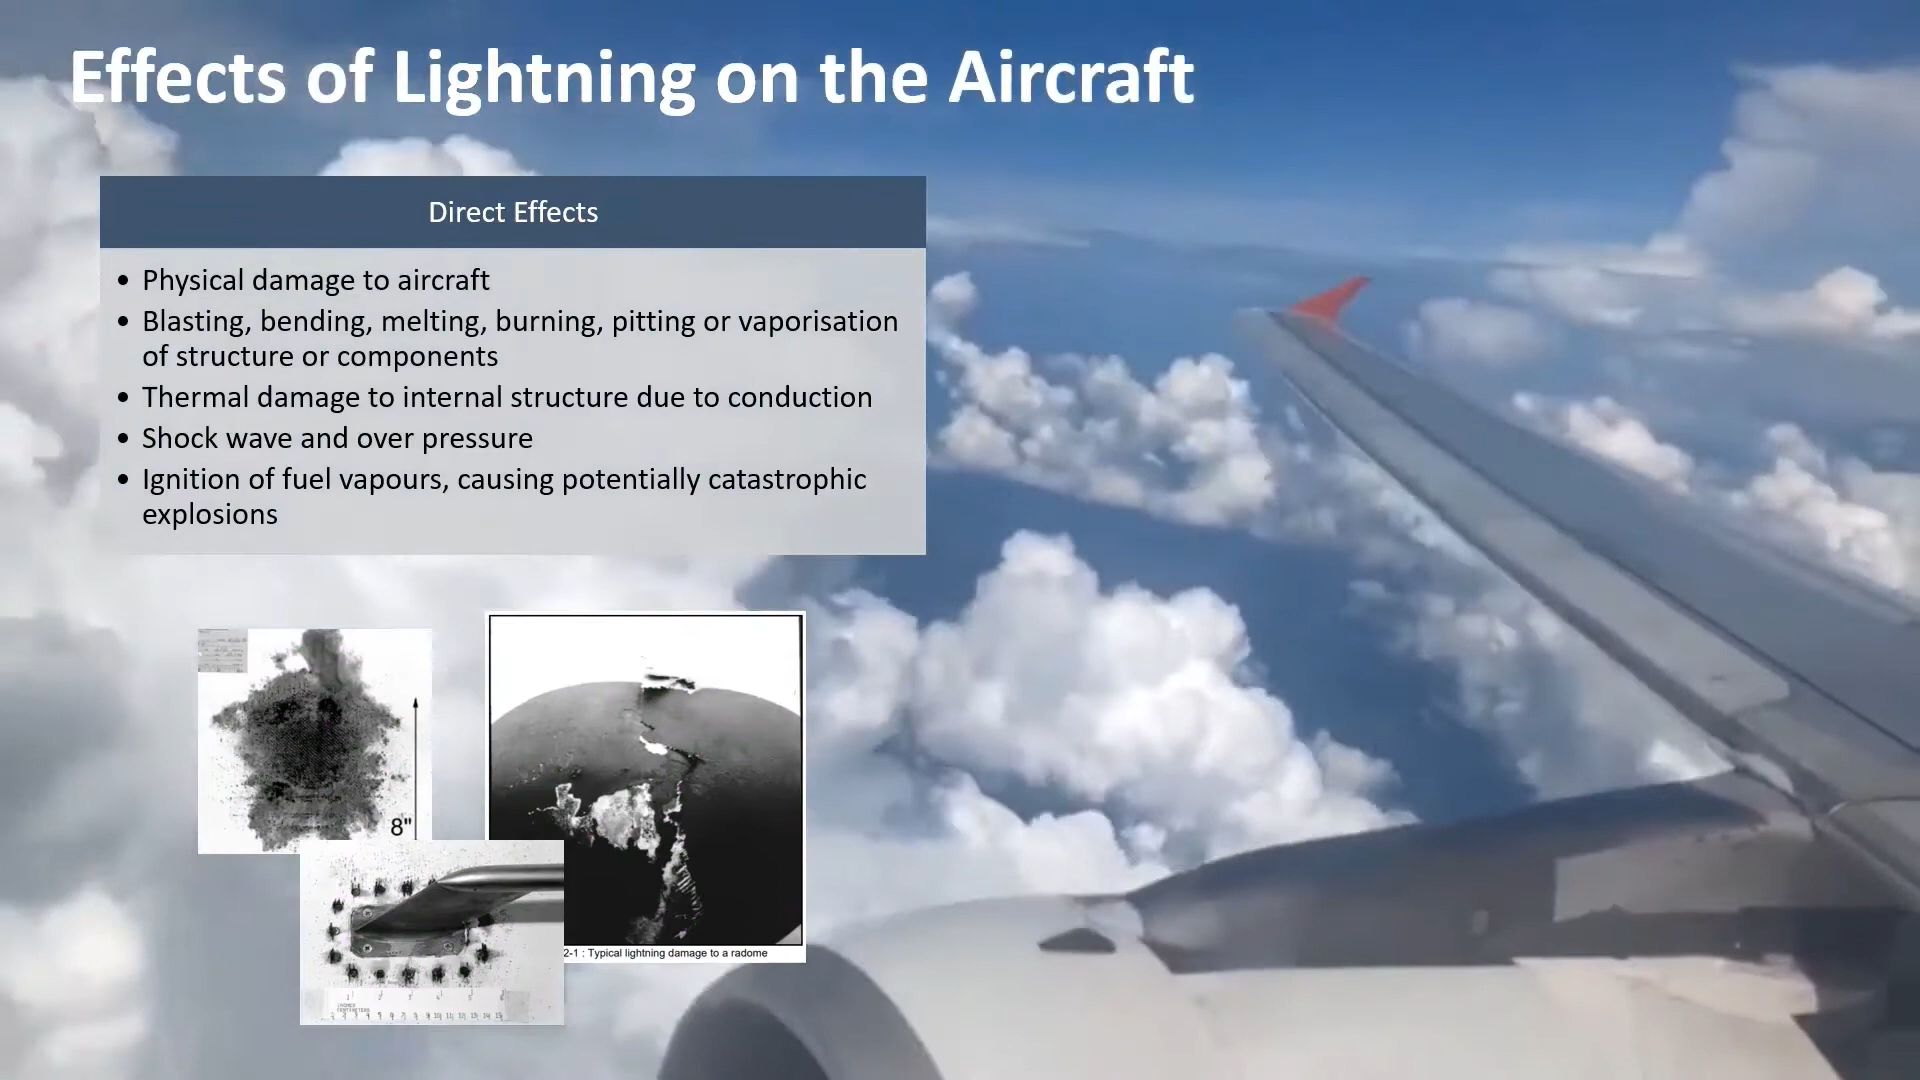 Effects of Lightning on the Aircraft
Direct Effects
• Physical damage to aircraft
• Blasting, bending, melting, burning, pitting or vaporisation
of structure or components
• Thermal damage to internal structure due to conduction
• Shock wave and over pressure
• Ignition of fuel vapours, causing potentially catastrophic
explosions
8"
2-1 : Typical lightning damage to a radome